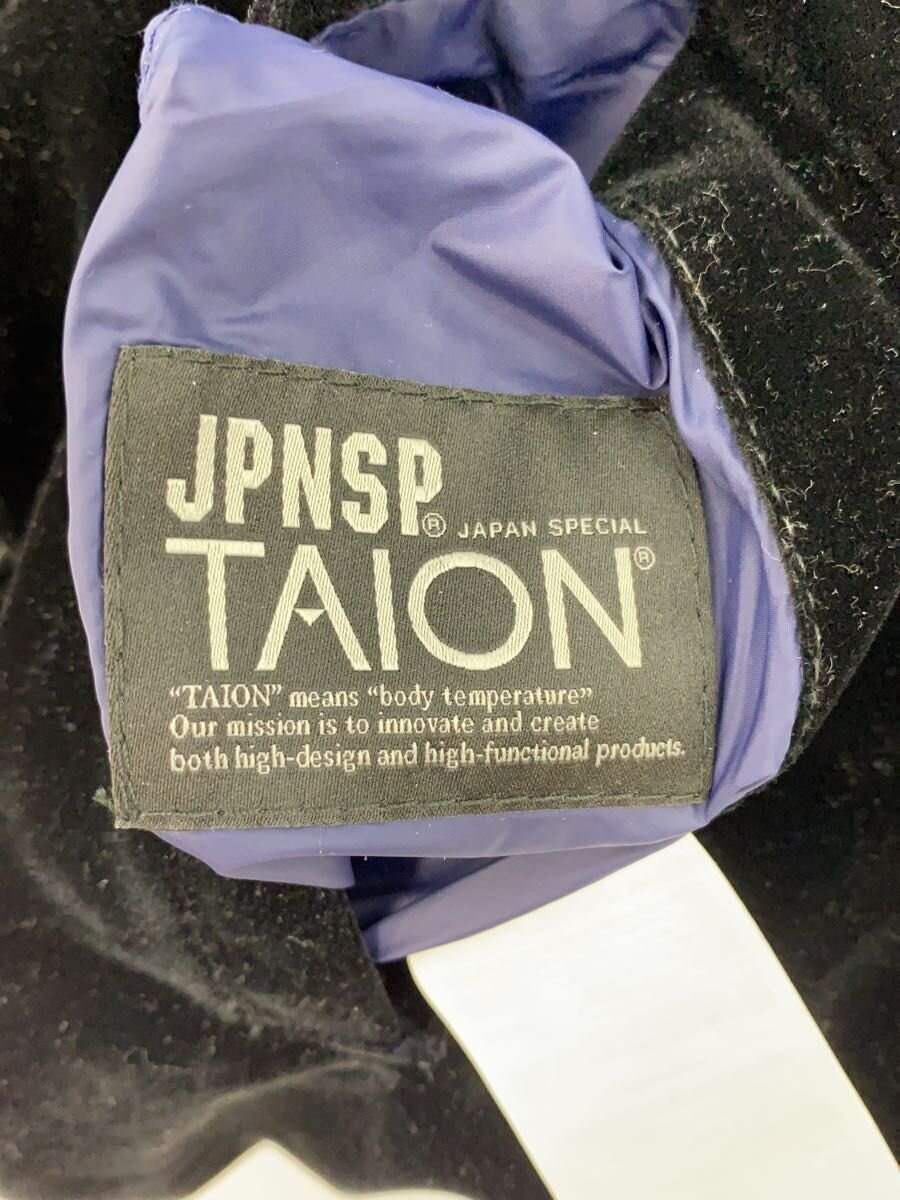 JPNSP® JAPAN SPECIAL
TAION®
“TAION” means “body temperature”
Our mission is to innovate and create
both high-design and high-functional products.